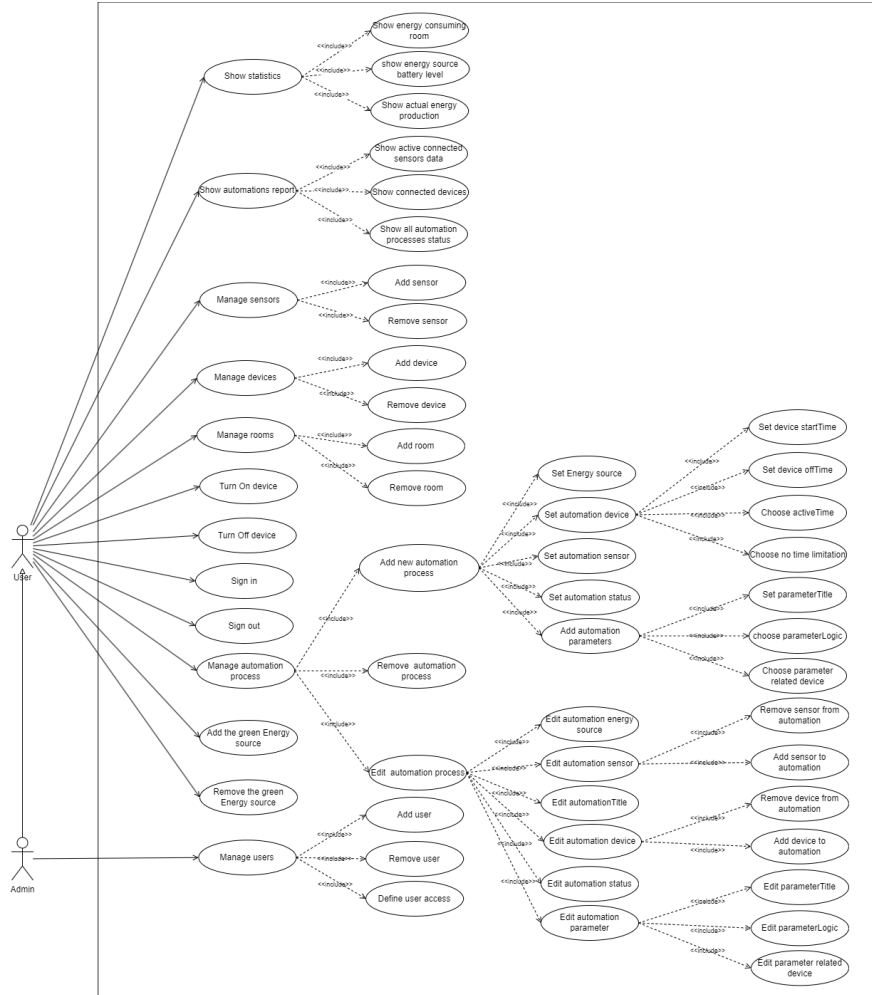 Show energy consuming
room
<<include>>
show energy source
battery level
<<include>>
Show statistics
<<include>>
Show actual energy
production
Show active connected
sensors data
<<include>>
Show automations report
<<include>>
Show connected devices
<<include>>
Show all automation
processes status
Add sensor
<<include>>
Manage sensors
<<include>>
Remove sensor
Add device
<<include>>
Manage devices
<<include>>
Remove device
Manage rooms
<<include>>
Add room
<<include>>
Remove room
Turn On device
Turn Off device
Sign in
Sign out
User
Manage automation
process
<<include>>
Add new automation
process
<<include>>
Remove automation
process
<<include>>
Edit automation process
<<include>>
Set Energy source
<<include>>
Set automation device
<<include>>
Set automation sensor
<<include>>
Set automation status
<<include>>
Add automation
parameters
<<include>>
Set device startTime
<<include>>
Set device offTime
<<include>>
Choose activeTime
<<include>>
Choose no time limitation
<<include>>
Set parameterTitle
<<include>>
choose parameterLogic
<<include>>
Choose parameter
related device
<<include>>
Edit automation energy
source
<<include>>
Edit automation sensor
<<include>>
Edit automationTitle
<<include>>
Edit automation device
<<include>>
Edit automation status
<<include>>
Edit automation
parameter
<<include>>
Remove sensor from
automation
<<include>>
Add sensor to
automation
<<include>>
Remove device from
automation
<<include>>
Add device to
automation
<<include>>
Edit parameterTitle
<<include>>
Edit parameterLogic
<<include>>
Edit parameter related
device
Add the green Energy
source
Remove the green
Energy source
Admin
Manage users
<<include>>
Add user
<<include>>
Remove user
<<include>>
Define user access